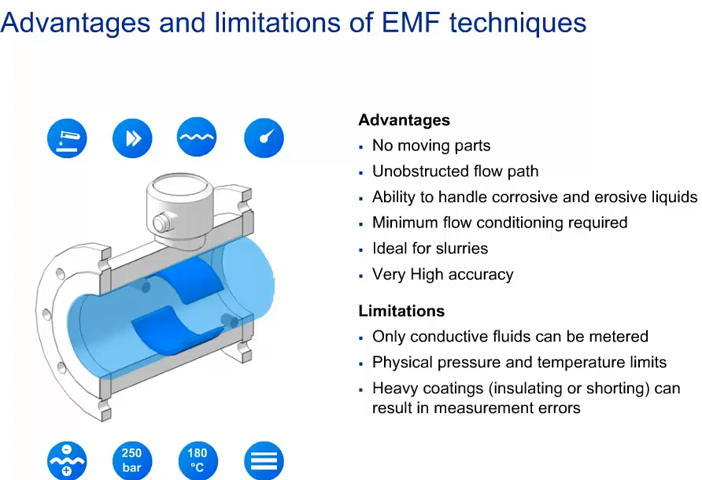 Advantages and limitations of EMF techniques
Advantages
▪ No moving parts
▪ Unobstructed flow path
▪ Ability to handle corrosive and erosive liquids
▪ Minimum flow conditioning required
▪ Ideal for slurries
▪ Very High accuracy
Limitations
▪ Only conductive fluids can be metered
▪ Physical pressure and temperature limits
▪ Heavy coatings (insulating or shorting) can
result in measurement errors
250
bar
180
°C